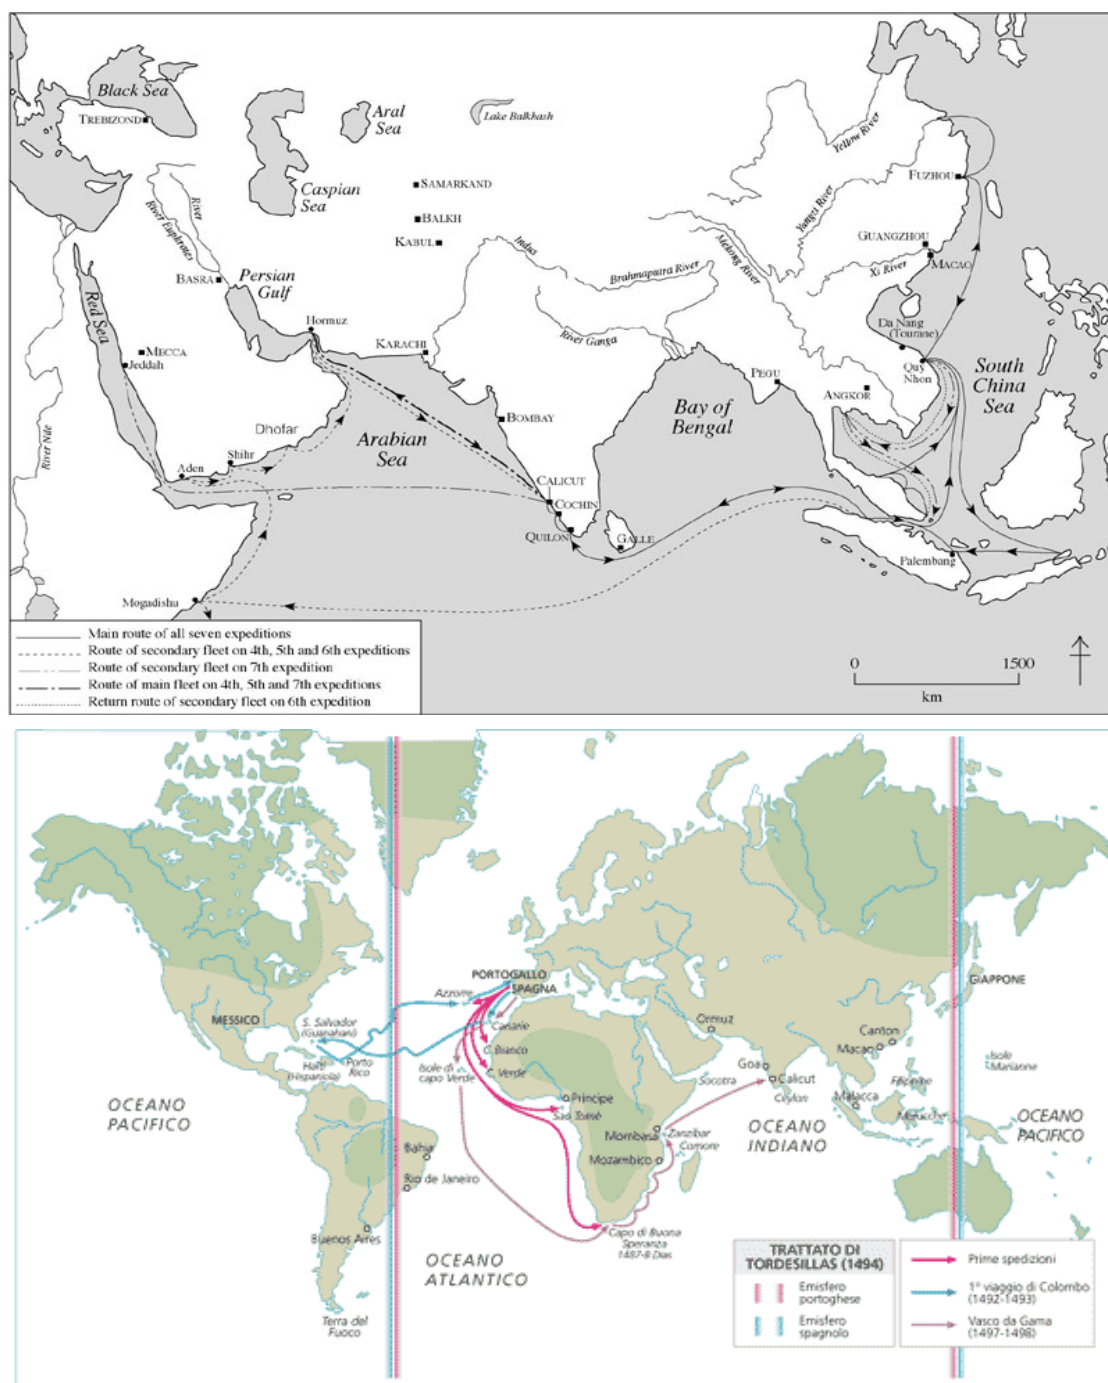 Black Sea
TREBIZOND
Aral
Sea
Lake Balkhash
Caspian
Sea
SAMARKAND
BALKH
KABUL
River
River Euphrates
BASRA
Persian
Gulf
Hormuz
Red Sea
MECCA
Jeddah
River Nile
Indus
Brahmaputra River
River Ganga
Mekong River
Yellow River
Yangzi River
Xi River
FUZHOU
GUANGZHOU
MACAO
KARACHI
BOMBAY
PEGU
ANGKOR
Da Nang
(Tourane)
Quy
Nhon
South
China
Sea
Dhofar
Shihr
Aden
Arabian
Sea
Bay of
Bengal
CALICUT
COCHIN
QUILON
GALLE
Palembang
Mogadishu
Main route of all seven expeditions
Route of secondary fleet on 4th, 5th and 6th expeditions
Route of secondary fleet on 7th expedition
Route of main fleet on 4th, 5th and 7th expeditions
Return route of secondary fleet on 6th expedition
0 1500
km
PORTOGALLO
SPAGNA
Azzorre
Canarie
MESSICO
S. Salvador
(Guanahani)
Haiti
(Hispaniola)
Porto
Rico
C. Bianco
C. Verde
Isole di
capo Verde
Principe
Sao Tomé
Ormuz
Goa
Calicut
Ceylon
Socotra
Canton
Macao
GIAPPONE
Isole
Marianne
Filippine
Malacca
Molucche
OCEANO
PACIFICO
OCEANO
PACIFICO
OCEANO
INDIANO
Mombasa
Zanzibar
Comore
Mozambico
Bahia
Rio de Janeiro
Buenos Aires
Capo di Buona
Speranza
1487-8 Dias
OCEANO
ATLANTICO
Terra del
Fuoco
TRATTATO DI
TORDESILLAS (1494)
Emisfero
portoghese
Emisfero
spagnolo
Prime spedizioni
1º viaggio di Colombo
(1492-1493)
Vasco da Gama
(1497-1498)